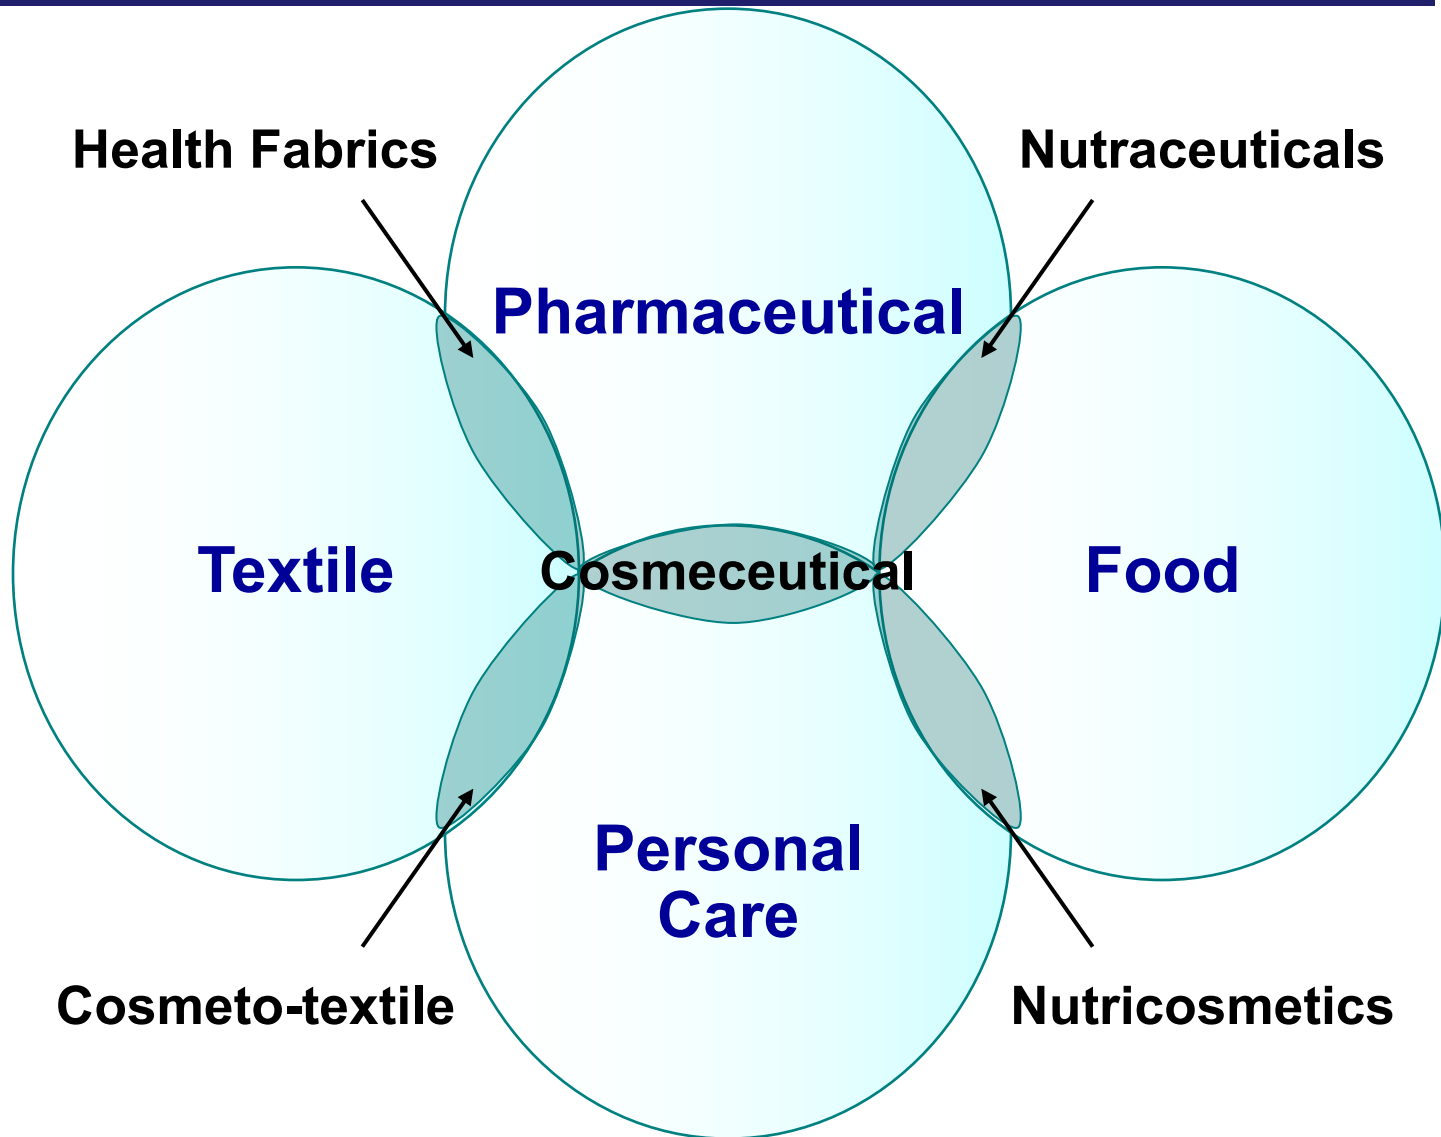 Health Fabrics
Nutraceuticals
Pharmaceutical
Textile
Cosmeceutical
Food
Personal
Care
Cosmeto-textile
Nutricosmetics